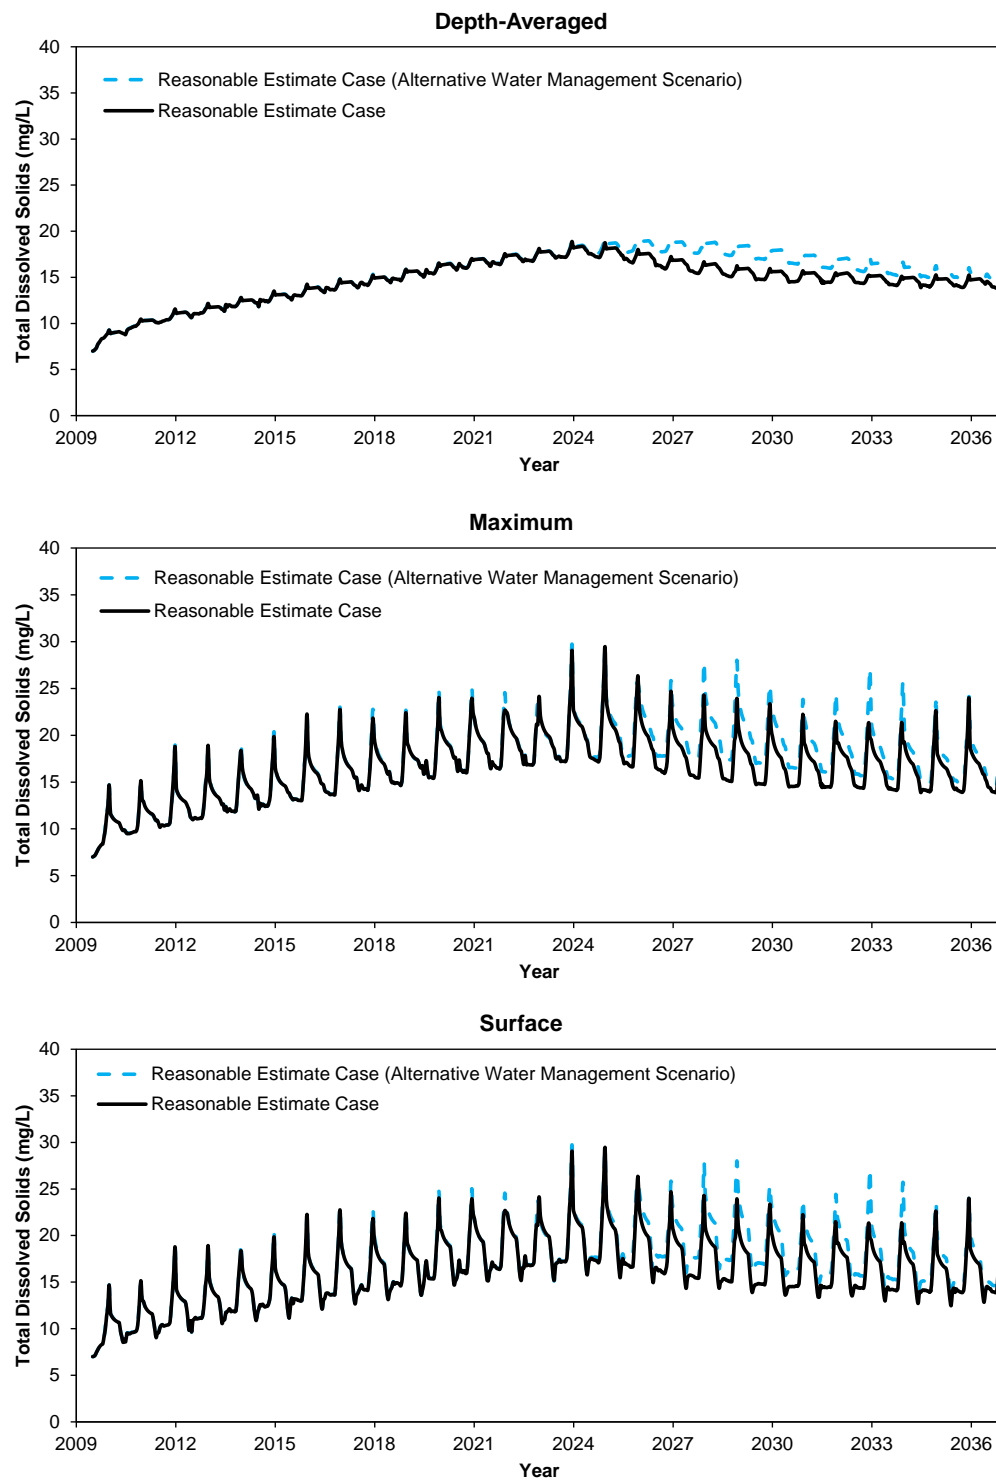 Depth-Averaged
Total Dissolved Solids (mg/L)
40
35
30
25
20
15
10
5
0
Reasonable Estimate Case (Alternative Water Management Scenario)
Reasonable Estimate Case
2009 2012 2015 2018 2021 2024 2027 2030 2033 2036
Year
Maximum
Total Dissolved Solids (mg/L)
40
35
30
25
20
15
10
5
0
Reasonable Estimate Case (Alternative Water Management Scenario)
Reasonable Estimate Case
2009 2012 2015 2018 2021 2024 2027 2030 2033 2036
Year
Surface
Total Dissolved Solids (mg/L)
40
35
30
25
20
15
10
5
0
Reasonable Estimate Case (Alternative Water Management Scenario)
Reasonable Estimate Case
2009 2012 2015 2018 2021 2024 2027 2030 2033 2036
Year